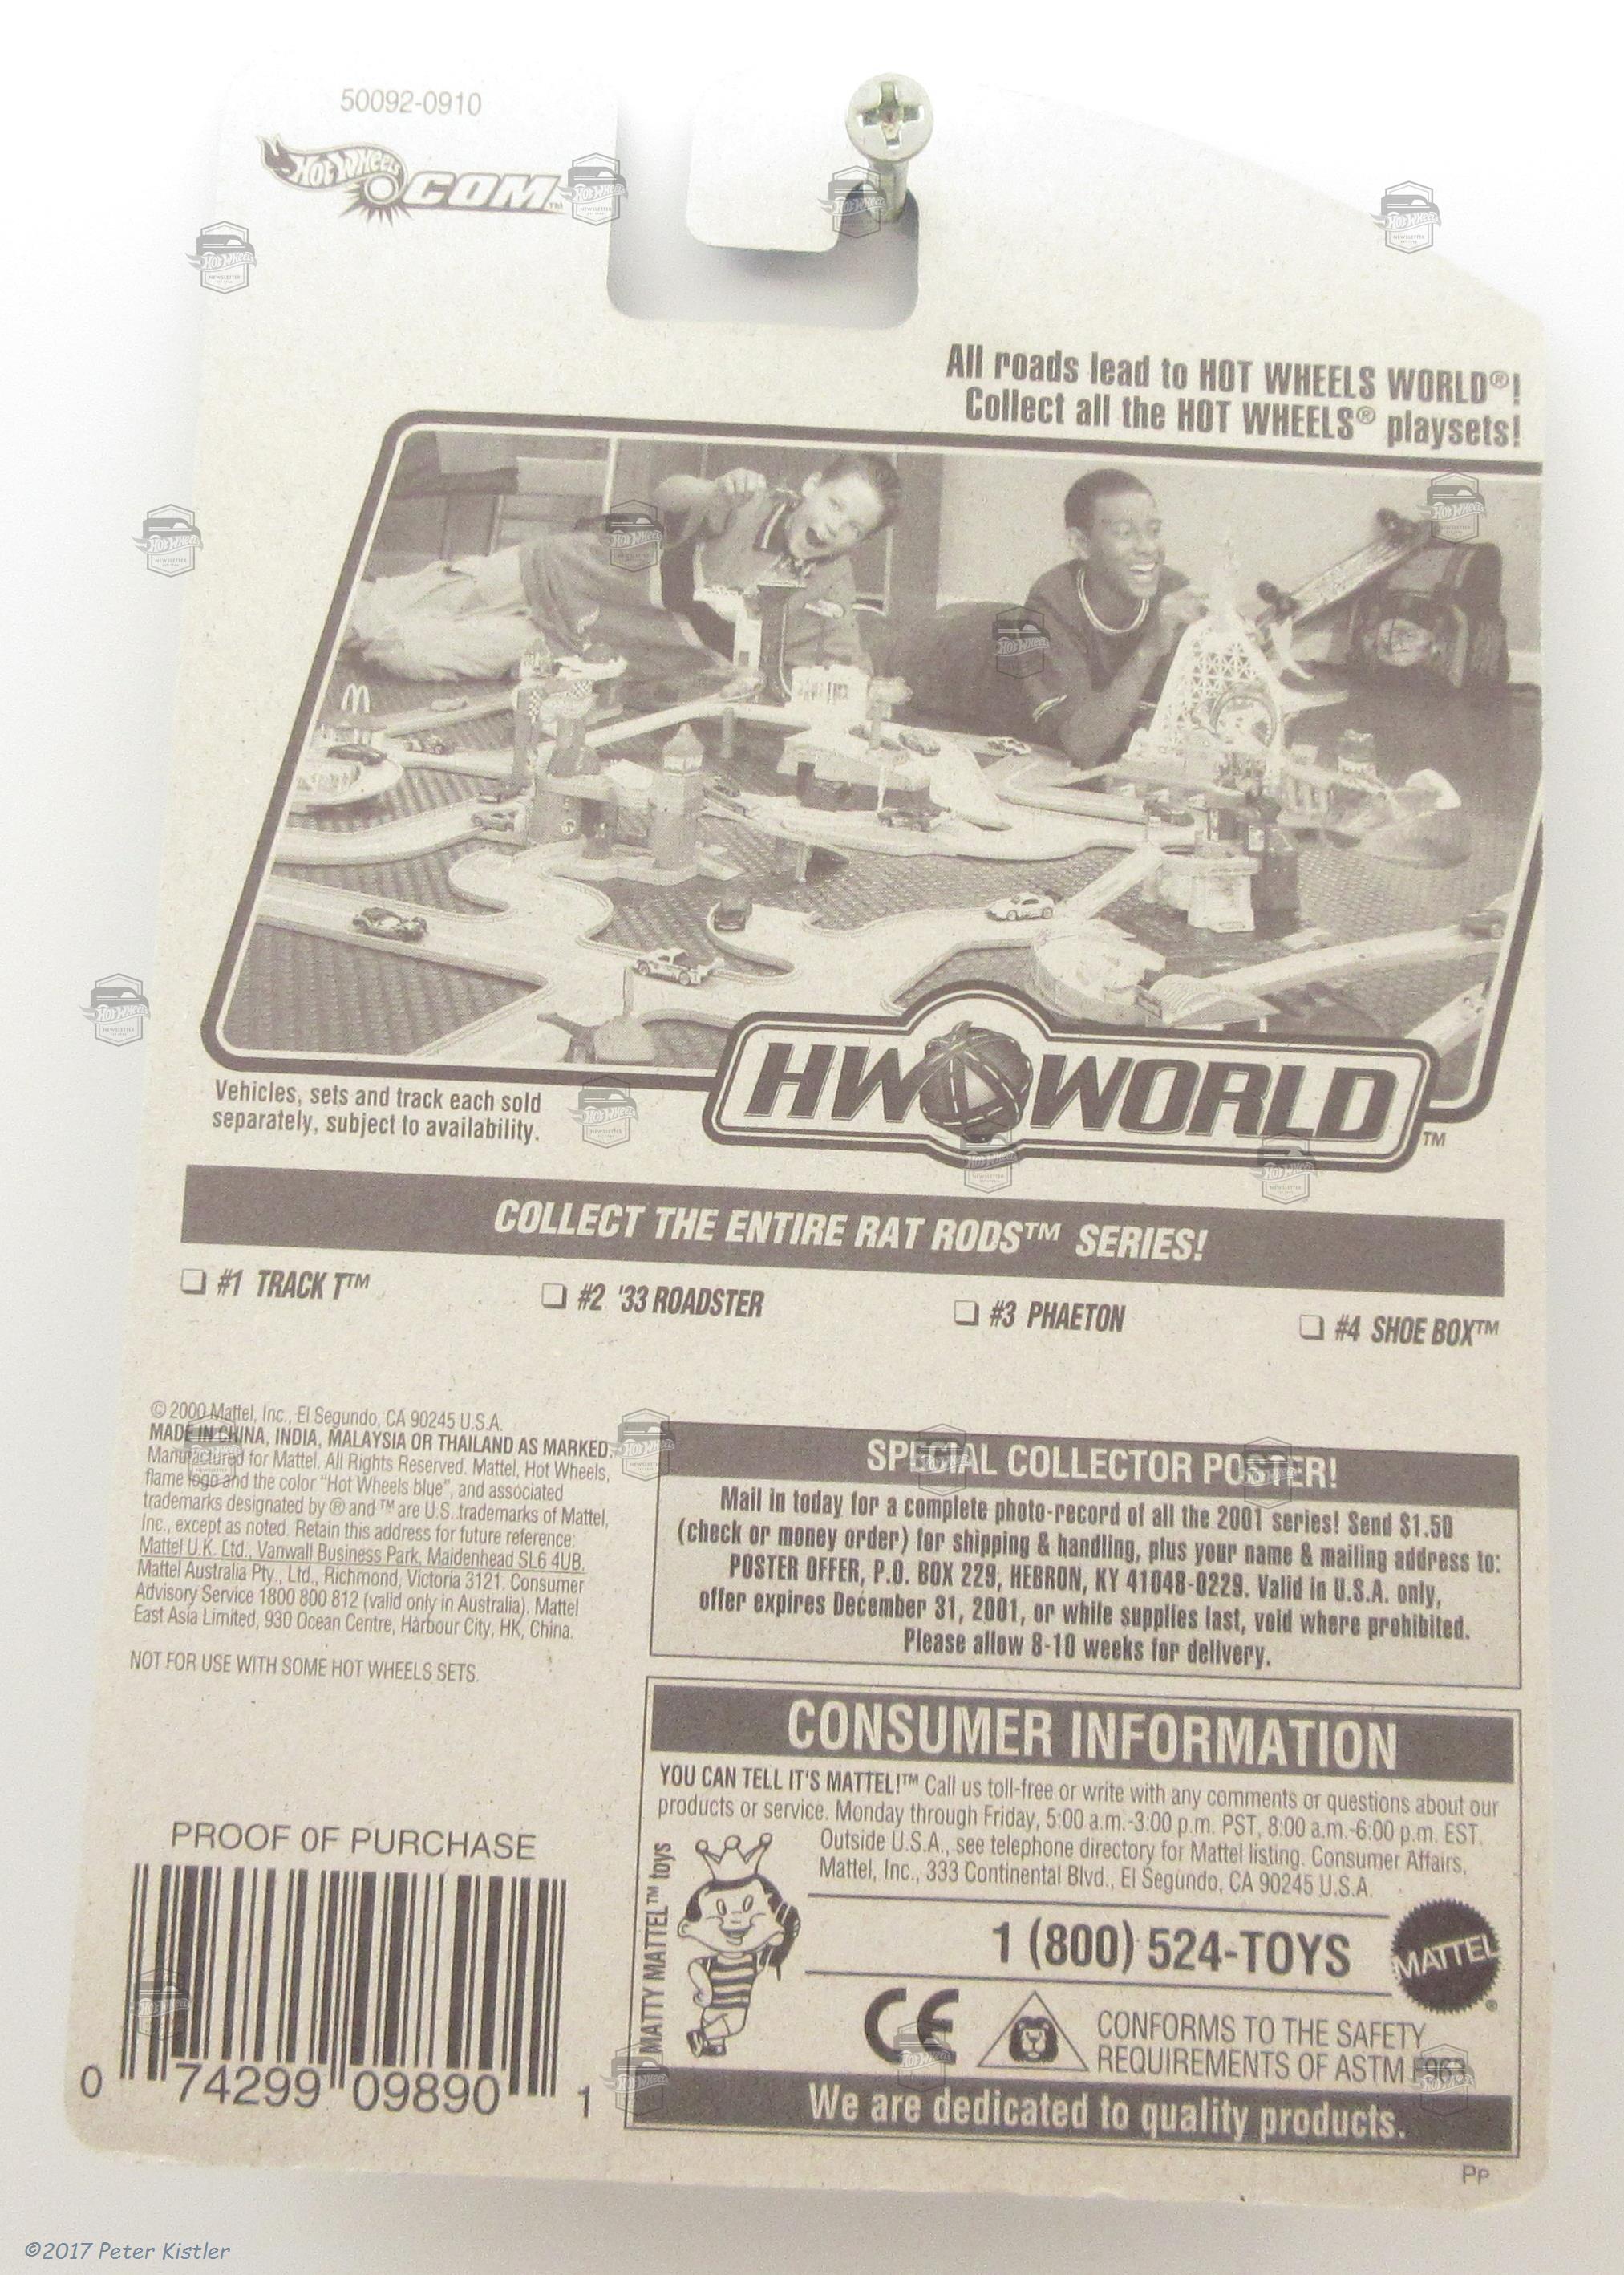 50092-0910
HOT WHEELS .COM™
All roads lead to HOT WHEELS WORLD®!
Collect all the HOT WHEELS® playsets!
HW WORLD™
Vehicles, sets and track each sold
separately, subject to availability.
COLLECT THE ENTIRE RAT RODS™ SERIES!
#1 TRACK T™
#2 '33 ROADSTER
#3 PHAETON
#4 SHOE BOX™
© 2000 Mattel, Inc., El Segundo, CA 90245 U.S.A.
MADE IN CHINA, INDIA, MALAYSIA OR THAILAND AS MARKED.
Manufactured for Mattel. All Rights Reserved. Mattel, Hot Wheels,
flame logo and the color "Hot Wheels blue", and associated
trademarks designated by ® and ™ are U.S. trademarks of Mattel,
Inc., except as noted. Retain this address for future reference:
Mattel U.K. Ltd., Vanwall Business Park, Maidenhead SL6 4UB.
Mattel Australia Pty., Ltd., Richmond, Victoria 3121. Consumer
Advisory Service 1800 800 812 (valid only in Australia). Mattel
East Asia Limited, 930 Ocean Centre, Harbour City, HK, China.
NOT FOR USE WITH SOME HOT WHEELS SETS.
SPECIAL COLLECTOR POSTER!
Mail in today for a complete photo-record of all the 2001 series! Send $1.50
(check or money order) for shipping & handling, plus your name & mailing address to:
POSTER OFFER, P.O. BOX 229, HEBRON, KY 41048-0229. Valid in U.S.A. only,
offer expires December 31, 2001, or while supplies last, void where prohibited.
Please allow 8-10 weeks for delivery.
CONSUMER INFORMATION
YOU CAN TELL IT'S MATTEL!™ Call us toll-free or write with any comments or questions about our
products or service. Monday through Friday, 5:00 a.m.-3:00 p.m. PST, 8:00 a.m.-6:00 p.m. EST.
Outside U.S.A., see telephone directory for Mattel listing. Consumer Affairs,
Mattel, Inc., 333 Continental Blvd., El Segundo, CA 90245 U.S.A.
MATTY MATTEL™ toys
1 (800) 524-TOYS
MATTEL®
CE
CONFORMS TO THE SAFETY
REQUIREMENTS OF ASTM F963.
We are dedicated to quality products.
Pp
PROOF OF PURCHASE
0 74299 09890 1
©2017 Peter Kistler